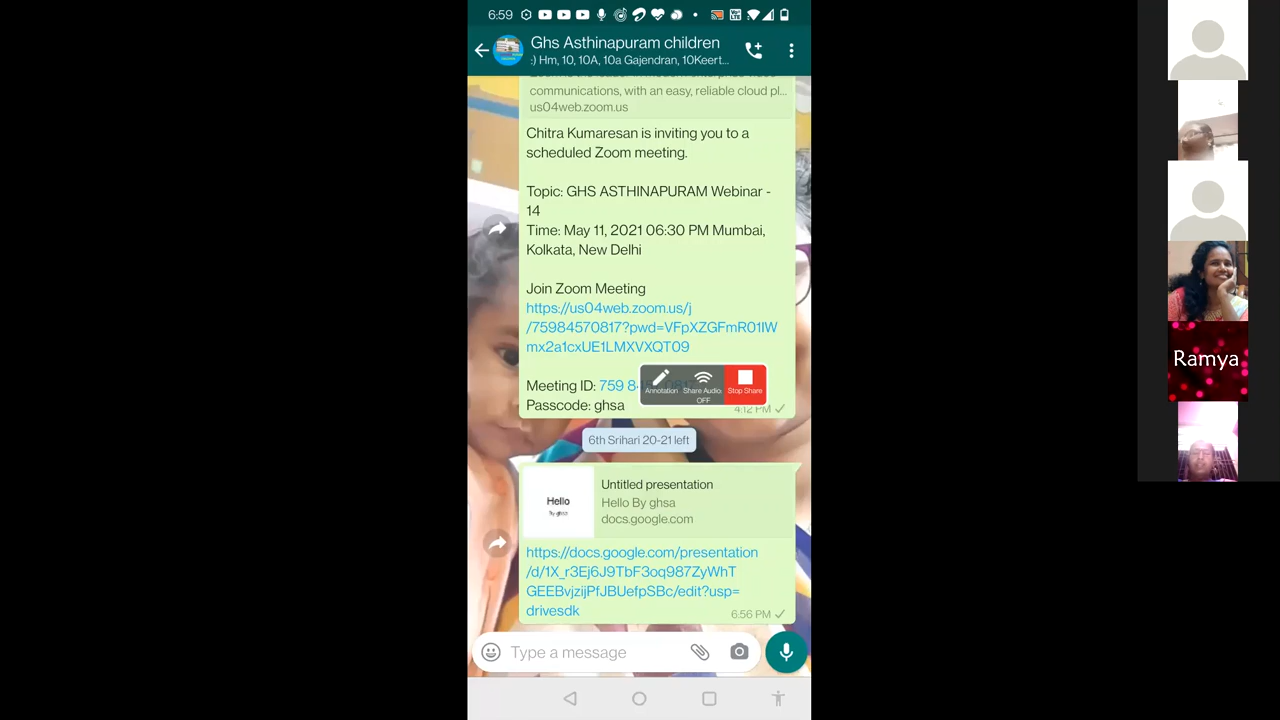 6:59
Ghs Asthinapuram children
:) Hm, 10, 10A, 10a Gajendran, 10Keert...
communications, with an easy, reliable cloud pl...
us04web.zoom.us
Chitra Kumaresan is inviting you to a
scheduled Zoom meeting.
Topic: GHS ASTHINAPURAM Webinar -
14
Time: May 11, 2021 06:30 PM Mumbai,
Kolkata, New Delhi
Join Zoom Meeting
https://us04web.zoom.us/j
/75984570817?pwd=VFpXZGFmR01IW
mx2a1cxUE1LMXVXQT09
Meeting ID: 759 8
Annotation
Share Audio: OFF
Stop Share
Passcode: ghsa
4:12 PM
6th Srihari 20-21 left
Untitled presentation
Hello By ghsa
docs.google.com
Hello
By ghsa
https://docs.google.com/presentation
/d/1X_r3Ej6J9TbF3oq987ZyWhT
GEEBvjzijPfJBUefpSBc/edit?usp=
drivesdk
6:56 PM
Type a message
Ramya